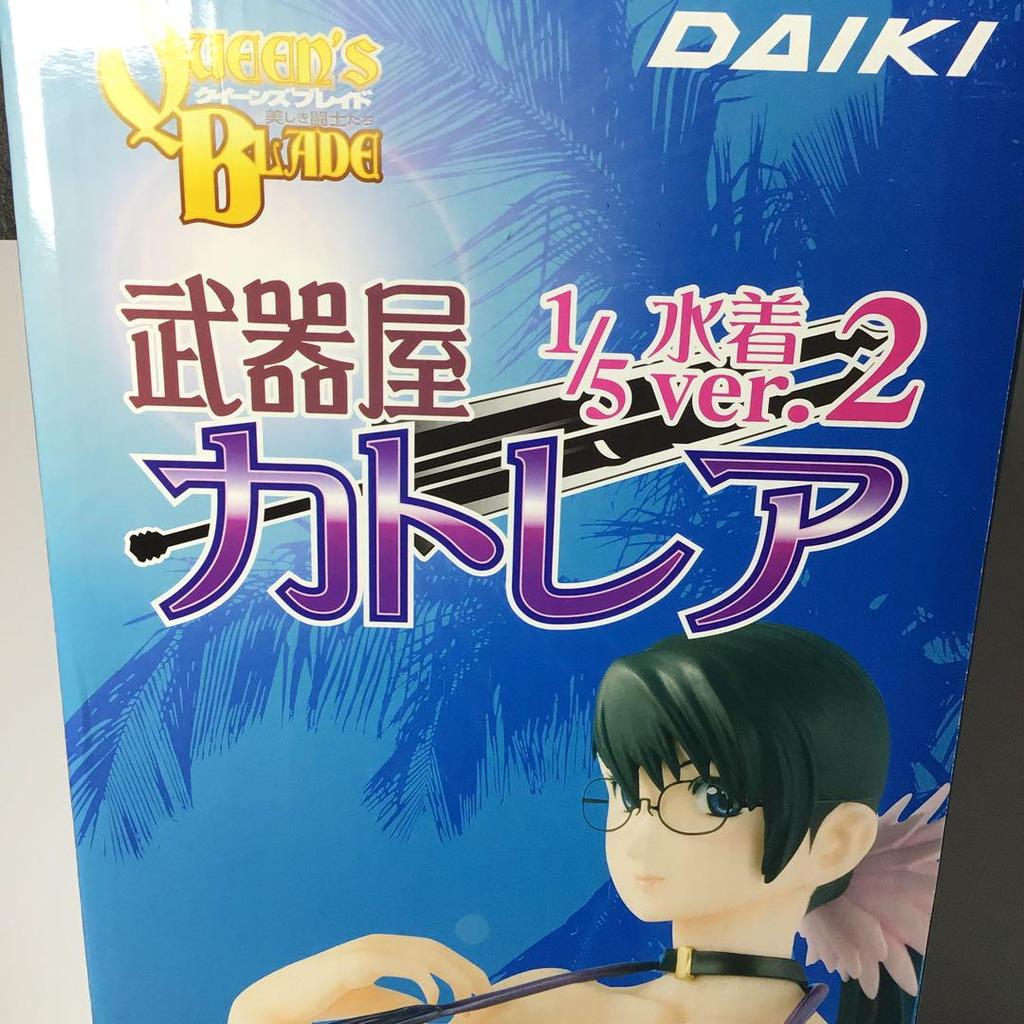 QUEEN'S
クイーンズブレイド
美しき闘士たち
BLADE
DAIKI
武器屋
1/5 水着
ver.2
カトレア